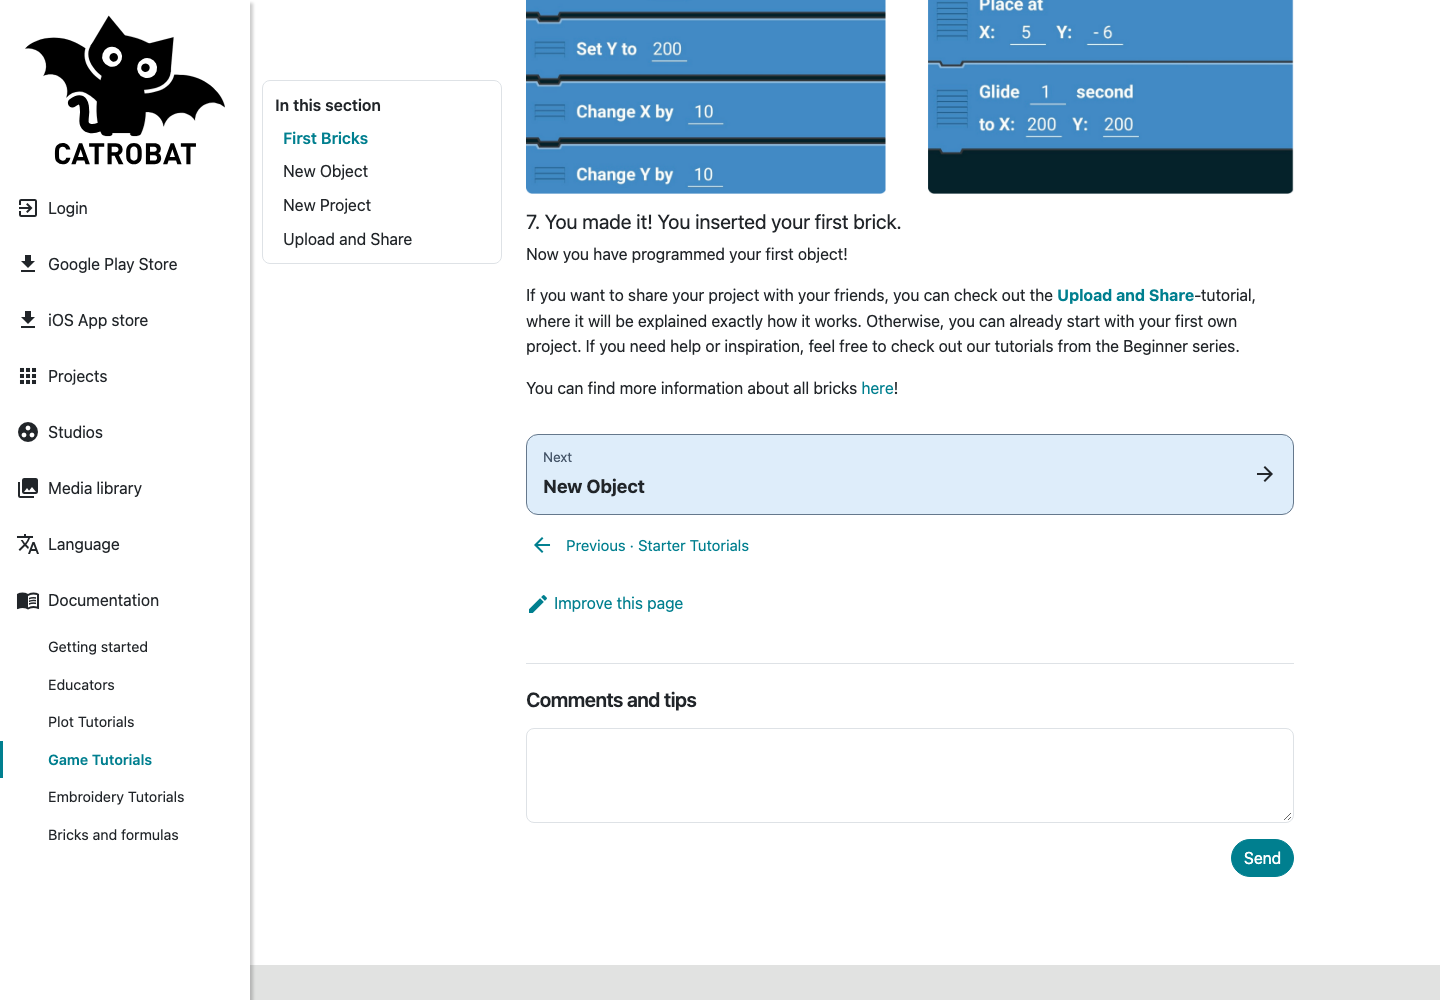 CATROBAT
Login
Google Play Store
iOS App store
Projects
Studios
Media library
Language
Documentation
Getting started
Educators
Plot Tutorials
Game Tutorials
Embroidery Tutorials
Bricks and formulas
In this section
First Bricks
New Object
New Project
Upload and Share
Set Y to 200
Change X by 10
Change Y by 10
Place at
X: 5 Y: - 6
Glide 1 second
to X: 200 Y: 200
7. You made it! You inserted your first brick.
Now you have programmed your first object!
If you want to share your project with your friends, you can check out the Upload and Share-tutorial,
where it will be explained exactly how it works. Otherwise, you can already start with your first own
project. If you need help or inspiration, feel free to check out our tutorials from the Beginner series.
You can find more information about all bricks here!
Next
New Object
Previous · Starter Tutorials
Improve this page
Comments and tips
Send